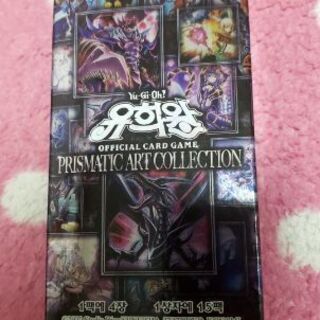 Yu-Gi-Oh!
유희왕
OFFICIAL CARD GAME
PRISMATIC ART COLLECTION
1팩에 4장 1상자에 15팩